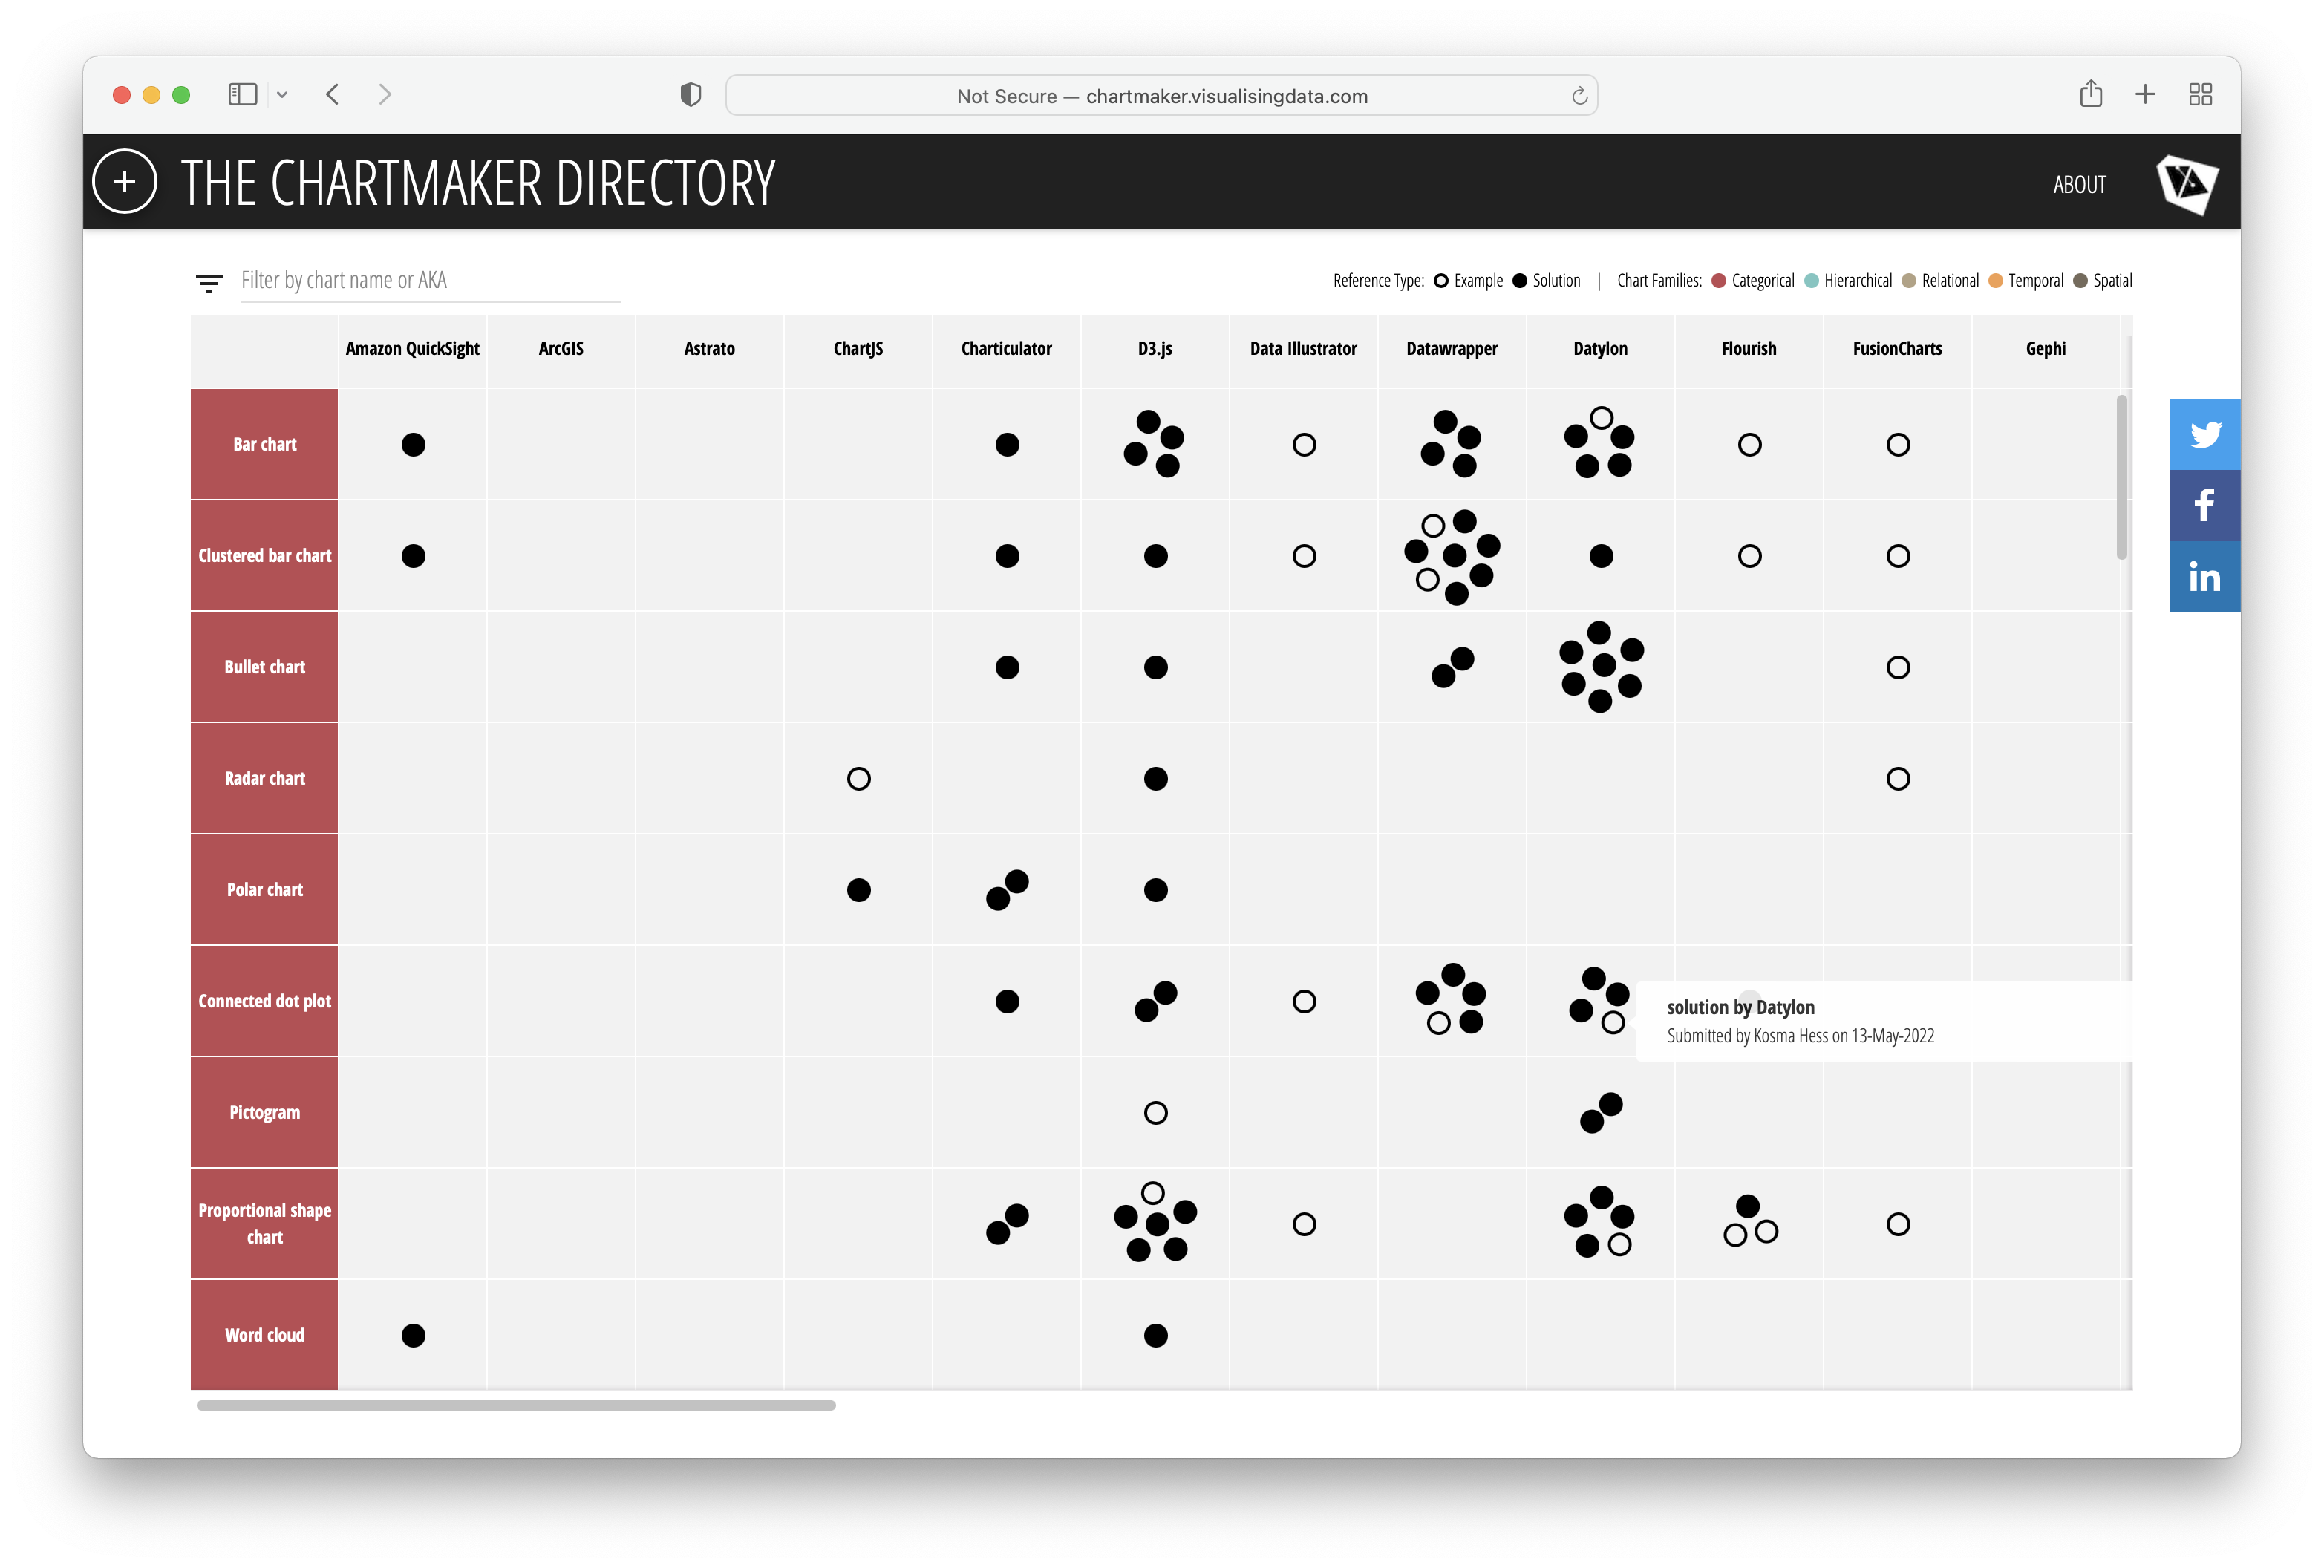 Not Secure — chartmaker.visualisingdata.com
THE CHARTMAKER DIRECTORY
ABOUT
Filter by chart name or AKA
Reference Type: Example Solution | Chart Families: Categorical Hierarchical Relational Temporal Spatial
Amazon QuickSight ArcGIS Astrato ChartJS Charticulator D3.js Data Illustrator Datawrapper Datylon Flourish FusionCharts Gephi
Bar chart
Clustered bar chart
Bullet chart
Radar chart
Polar chart
Connected dot plot
solution by Datylon
Submitted by Kosma Hess on 13-May-2022
Pictogram
Proportional shape
chart
Word cloud
f
in